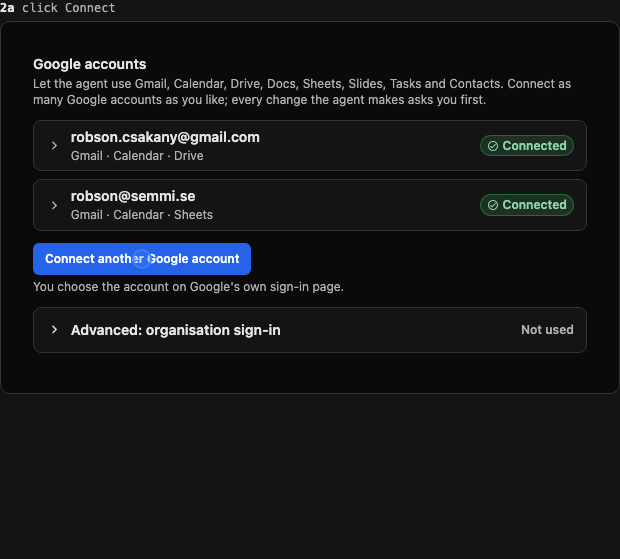 2a click Connect
Google accounts
Let the agent use Gmail, Calendar, Drive, Docs, Sheets, Slides, Tasks and Contacts. Connect as
many Google accounts as you like; every change the agent makes asks you first.
robson.csakany@gmail.com
Connected
Gmail · Calendar · Drive
robson@semmi.se
Connected
Gmail · Calendar · Sheets
Connect another Google account
You choose the account on Google's own sign-in page.
Advanced: organisation sign-in
Not used